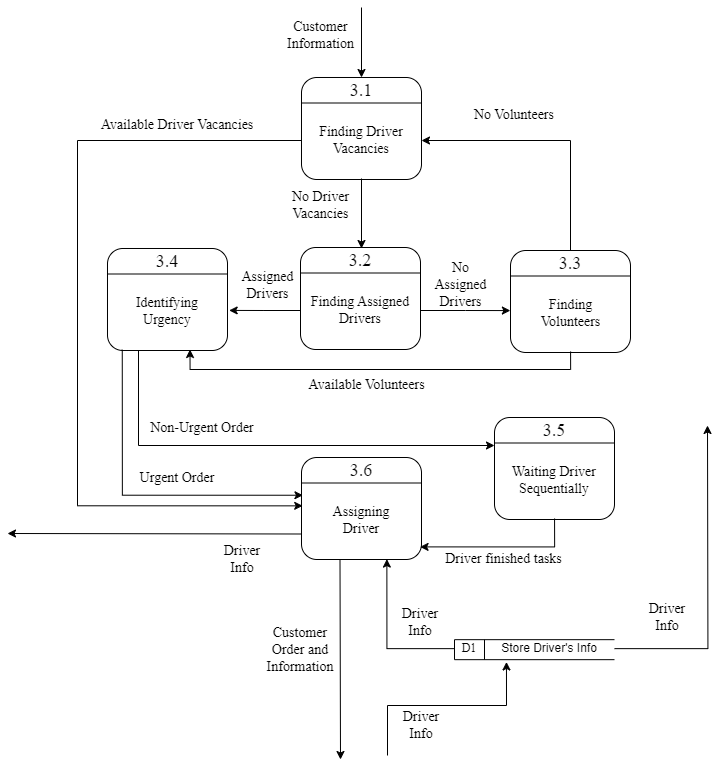 Customer
Information
3.1
Finding Driver
Vacancies
Available Driver Vacancies
No Volunteers
No Driver
Vacancies
3.4
Identifying
Urgency
Assigned
Drivers
3.2
Finding Assigned
Drivers
No
Assigned
Drivers
3.3
Finding
Volunteers
Available Volunteers
Non-Urgent Order
3.5
Waiting Driver
Sequentially
Urgent Order
3.6
Assigning
Driver
Driver
Info
Driver finished tasks
Customer
Order and
Information
Driver
Info
D1
Store Driver's Info
Driver
Info
Driver
Info